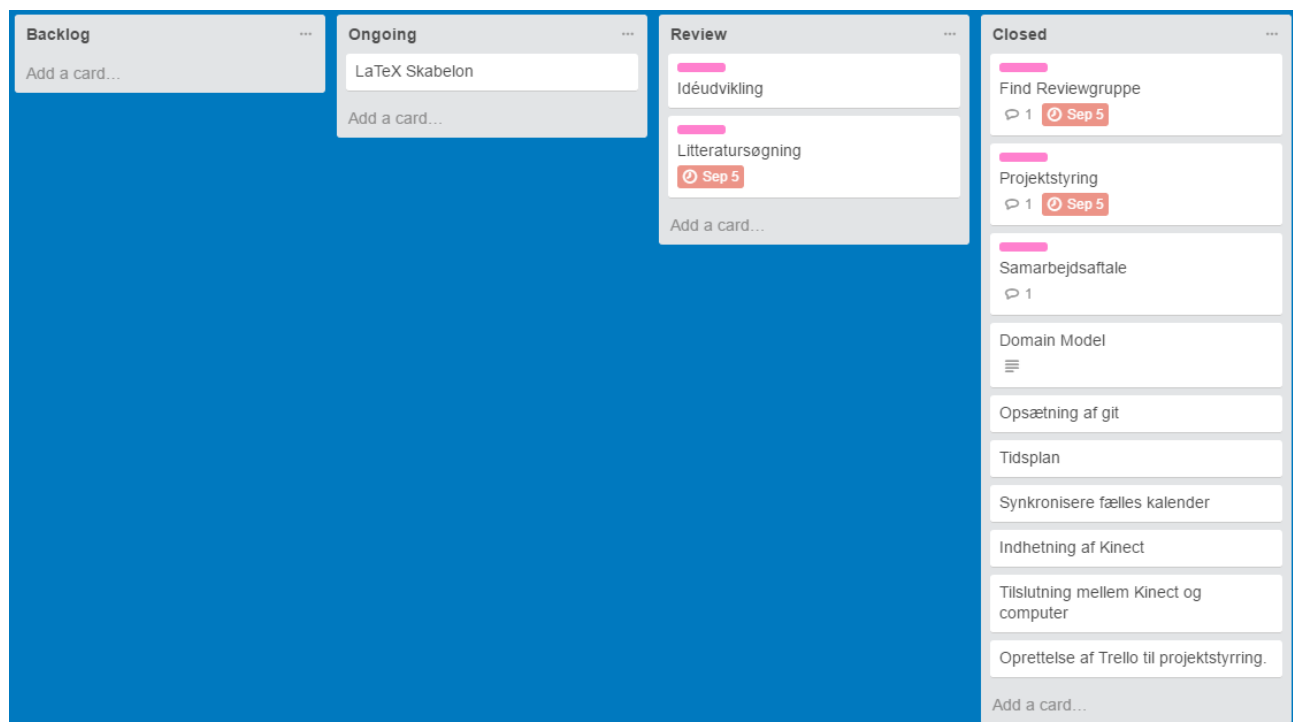 Backlog
Add a card...
Ongoing
LaTeX Skabelon
Add a card...
Review
Idéudvikling
Litteratursøgning
Sep 5
Add a card...
Closed
Find Reviewgruppe
1 Sep 5
Projektstyring
1 Sep 5
Samarbejdsaftale
1
Domain Model
Opsætning af git
Tidsplan
Synkronisere fælles kalender
Indhetning af Kinect
Tilslutning mellem Kinect og
computer
Oprettelse af Trello til projektstyrring.
Add a card...